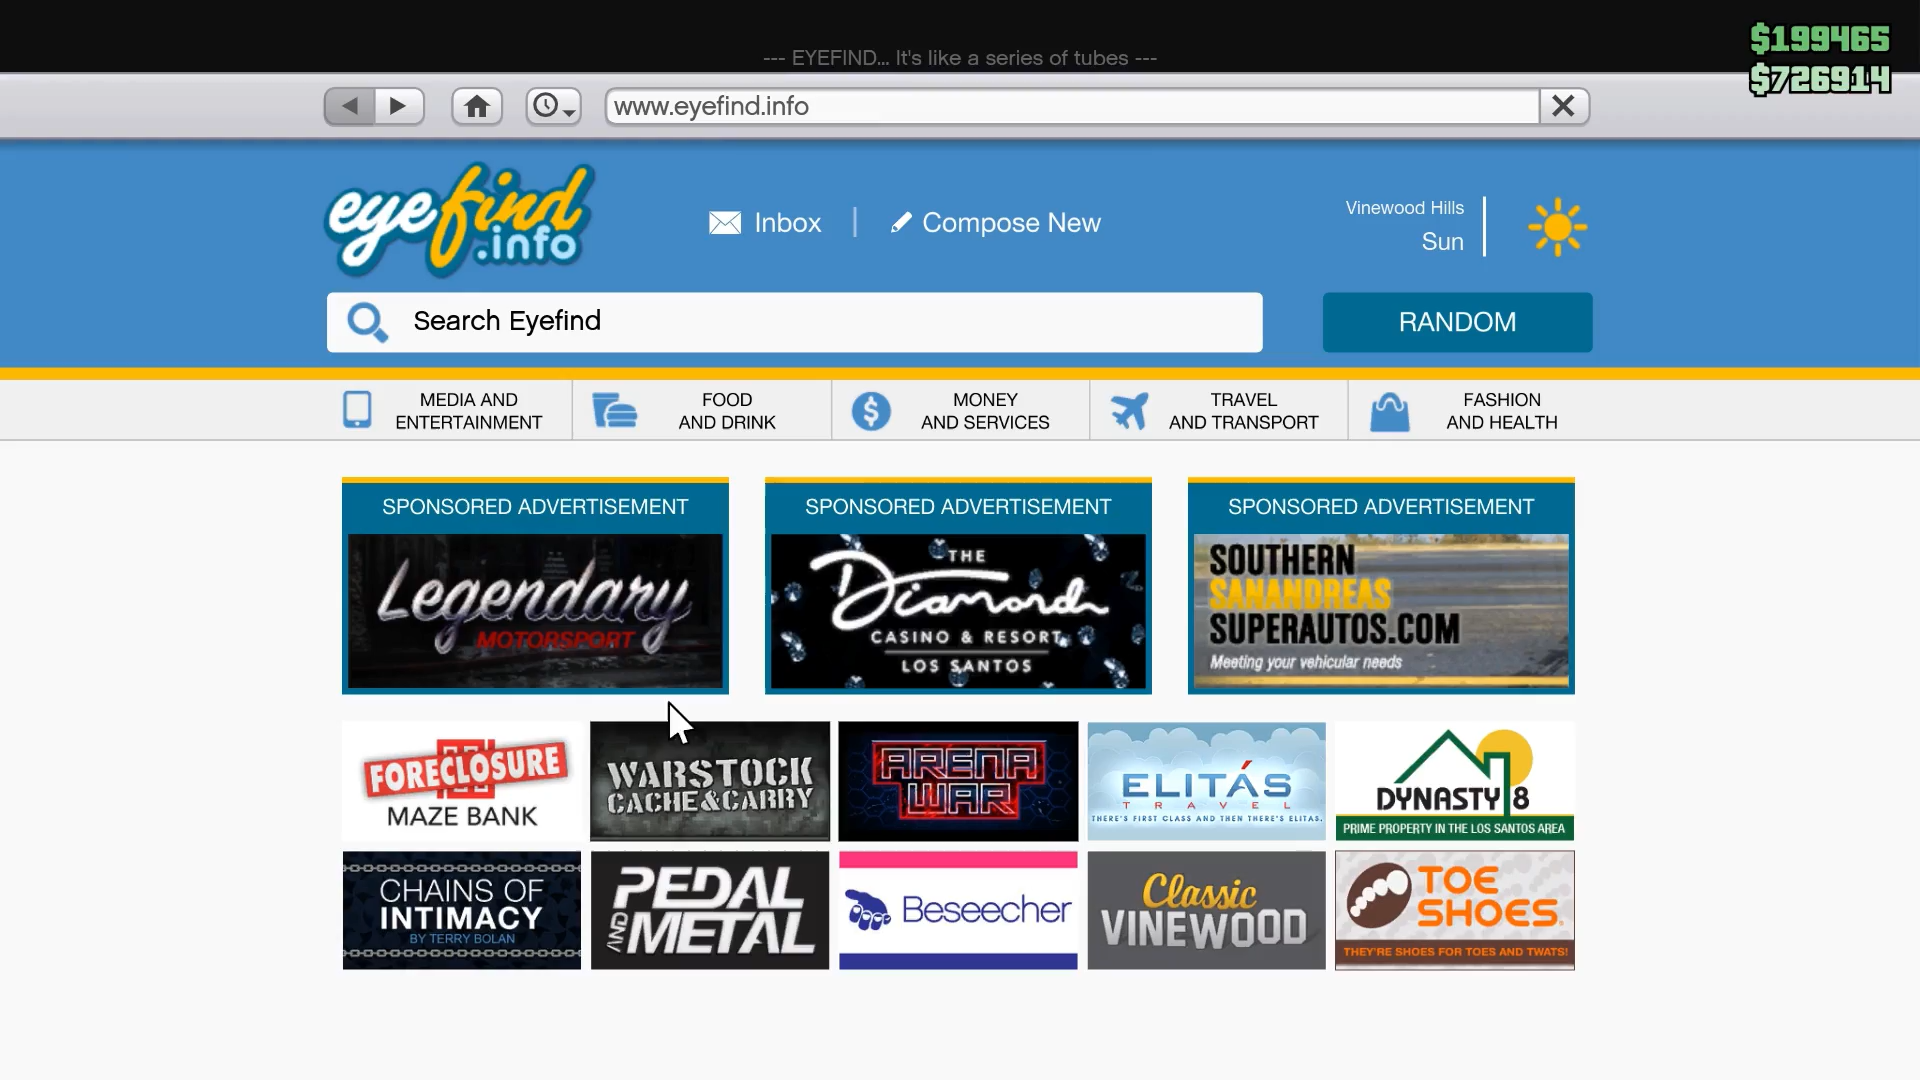 $199465
--- EYEFIND... It's like a series of tubes ---
$726914
www.eyefind.info
eyefind
.info
Inbox
Compose New
Vinewood Hills
Sun
Search Eyefind
RANDOM
MEDIA AND
ENTERTAINMENT
FOOD
AND DRINK
MONEY
AND SERVICES
TRAVEL
AND TRANSPORT
FASHION
AND HEALTH
SPONSORED ADVERTISEMENT
Legendary
MOTORSPORT
SPONSORED ADVERTISEMENT
THE
Diamond
CASINO & RESORT
LOS SANTOS
SPONSORED ADVERTISEMENT
SOUTHERN
SANANDREAS
SUPERAUTOS.COM
Meeting your vehicular needs
FORECLOSURE
MAZE BANK
WARSTOCK
CACHE&CARRY
ARENA
WAR
ELITÁS
TRAVEL
THERE'S FIRST CLASS AND THEN THERE'S ELITAS.
DYNASTY 8
PRIME PROPERTY IN THE LOS SANTOS AREA
CHAINS OF
INTIMACY
BY TERRY BOLAN
PEDAL
AND METAL
Beseecher
Classic
VINEWOOD
TOE
SHOES
THEY'RE SHOES FOR TOES AND TWATS!